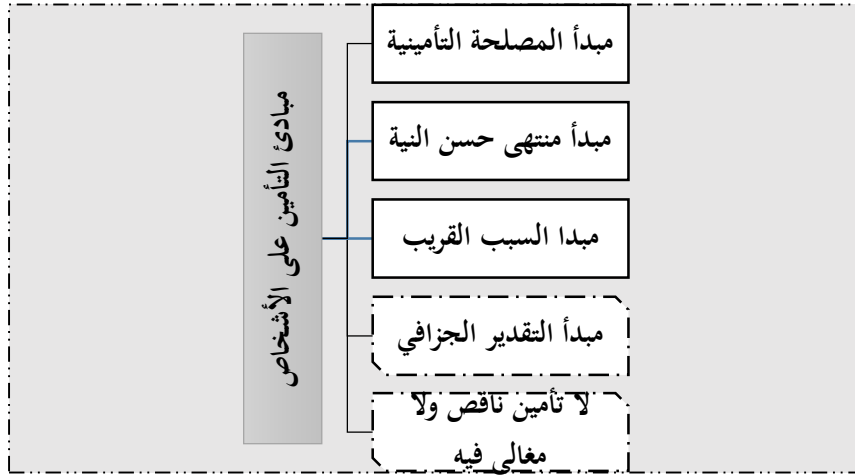 مبادئ التأمين على الأشخاص
مبدأ المصلحة التأمينية
مبدأ منتهى حسن النية
مبدا السبب القريب
مبدأ التقدير الجزافي
لا تأمين ناقص ولا
مغالى فيه